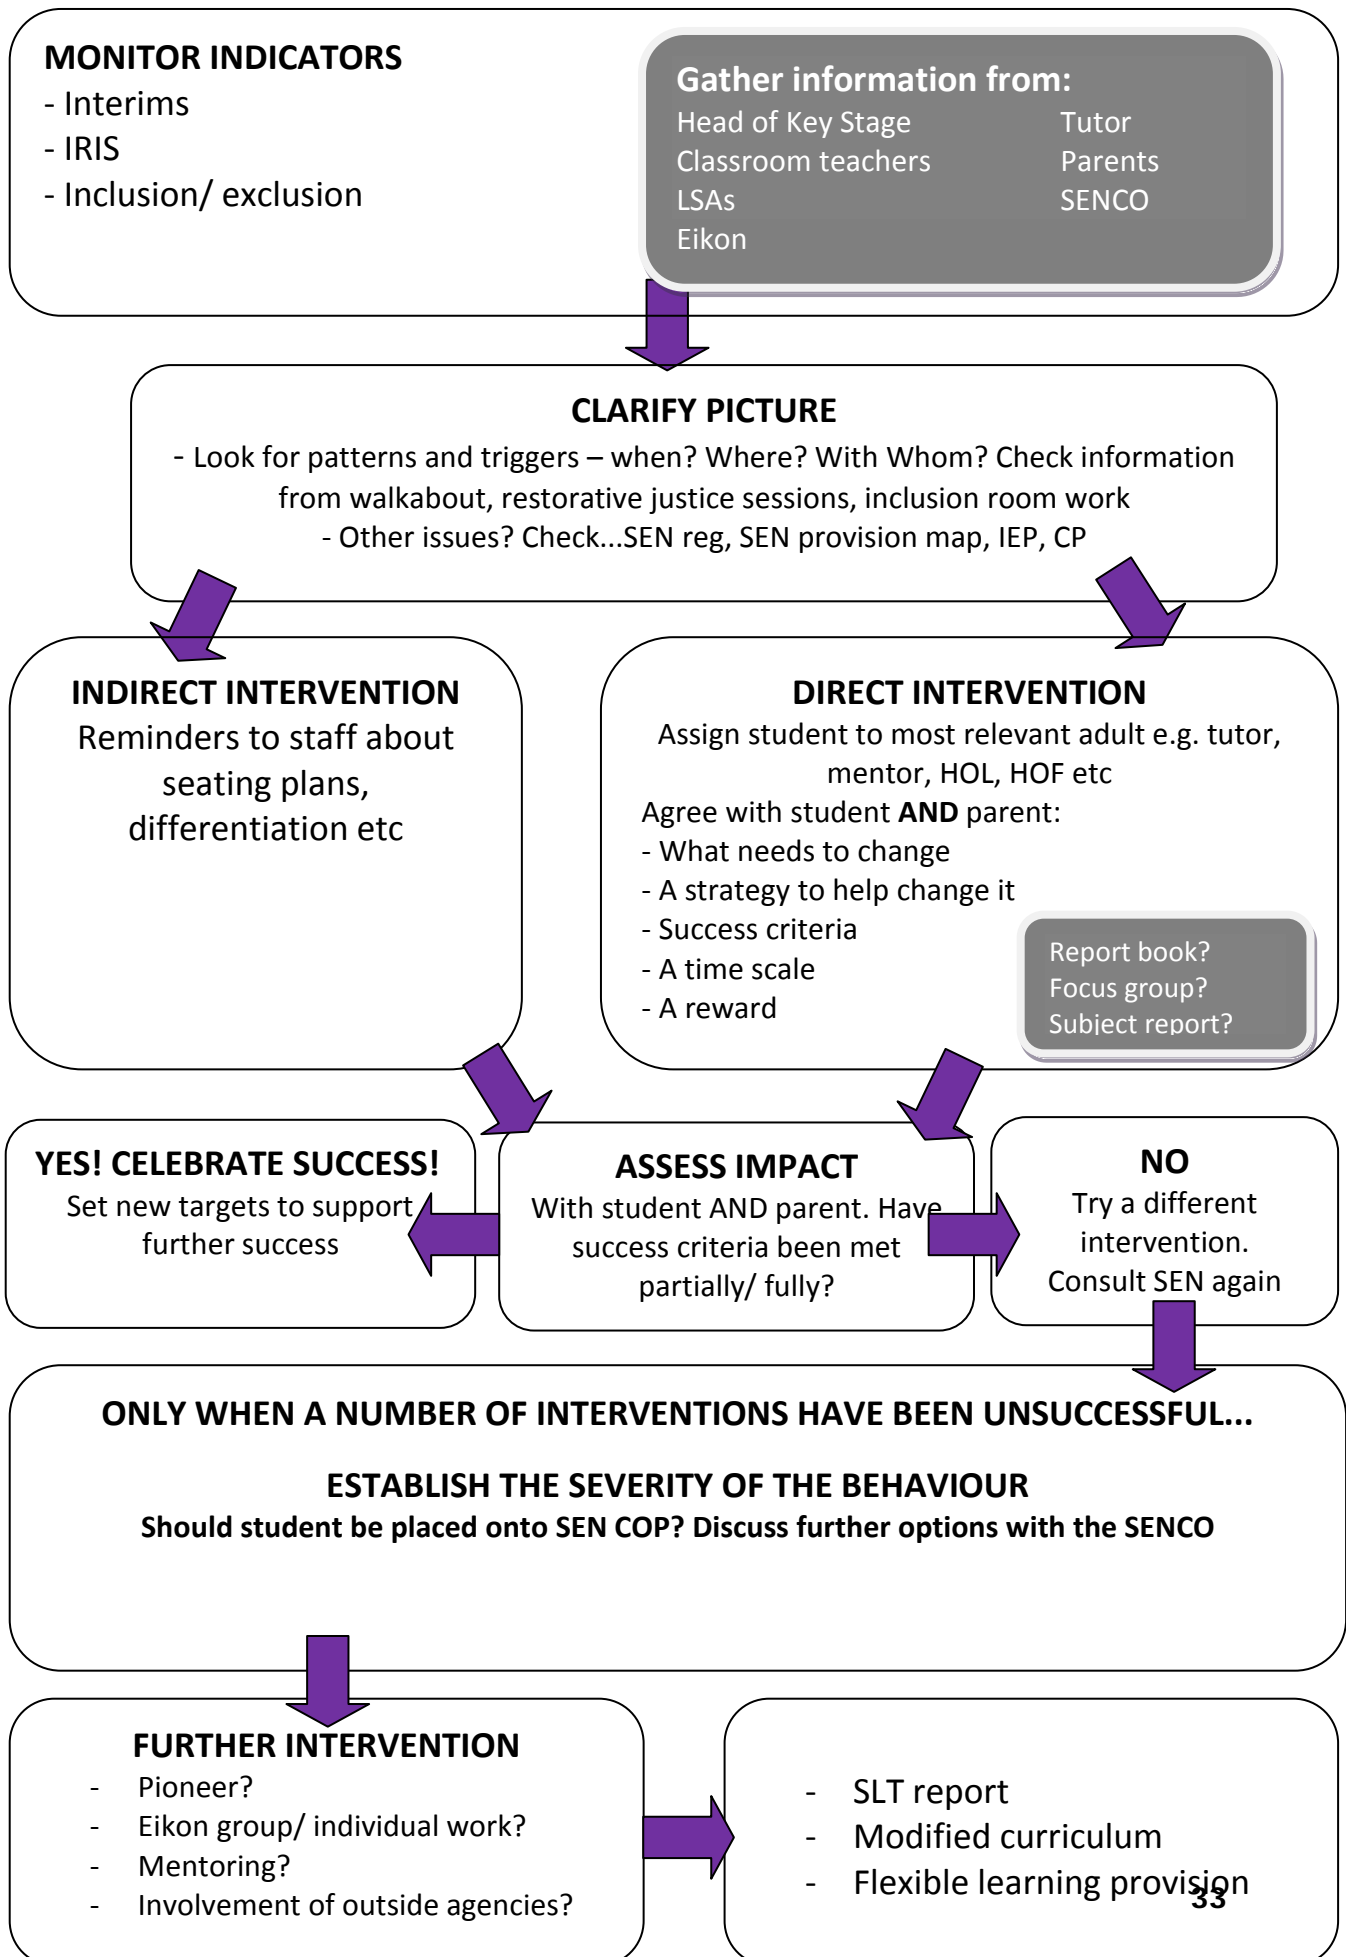 MONITOR INDICATORS
- Interims
- IRIS
- Inclusion/ exclusion
Gather information from:
Head of Key Stage Tutor
Classroom teachers Parents
LSAs SENCO
Eikon
CLARIFY PICTURE
- Look for patterns and triggers – when? Where? With Whom? Check information
from walkabout, restorative justice sessions, inclusion room work
- Other issues? Check...SEN reg, SEN provision map, IEP, CP
INDIRECT INTERVENTION
Reminders to staff about
seating plans,
differentiation etc
DIRECT INTERVENTION
Assign student to most relevant adult e.g. tutor,
mentor, HOL, HOF etc
Agree with student AND parent:
- What needs to change
- A strategy to help change it
- Success criteria
- A time scale
- A reward
Report book?
Focus group?
Subject report?
YES! CELEBRATE SUCCESS!
Set new targets to support
further success
ASSESS IMPACT
With student AND parent. Have
success criteria been met
partially/ fully?
NO
Try a different
intervention.
Consult SEN again
ONLY WHEN A NUMBER OF INTERVENTIONS HAVE BEEN UNSUCCESSFUL...
ESTABLISH THE SEVERITY OF THE BEHAVIOUR
Should student be placed onto SEN COP? Discuss further options with the SENCO
FURTHER INTERVENTION
- Pioneer?
- Eikon group/ individual work?
- Mentoring?
- Involvement of outside agencies?
- SLT report
- Modified curriculum
- Flexible learning provision
33